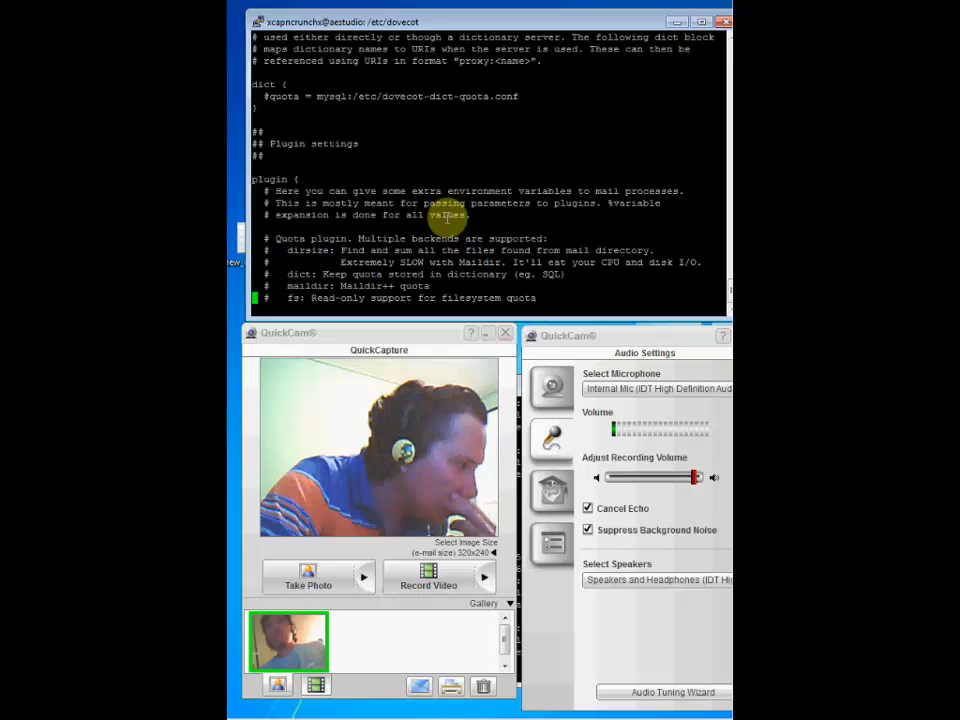 xcapncrunchx@aestudio: /etc/dovecot
# used either directly or though a dictionary server. The following dict block
# maps dictionary names to URIs when the server is used. These can then be
# referenced using URIs in format "proxy:<name>".
dict {
#quota = mysql:/etc/dovecot-dict-quota.conf
}
##
## Plugin settings
##
plugin {
# Here you can give some extra environment variables to mail processes.
# This is mostly meant for passing parameters to plugins. %variable
# expansion is done for all values.
# Quota plugin. Multiple backends are supported:
# dirsize: Find and sum all the files found from mail directory.
# Extremely SLOW with Maildir. It'll eat your CPU and disk I/O.
# dict: Keep quota stored in dictionary (eg. SQL)
# maildir: Maildir++ quota
# fs: Read-only support for filesystem quota
QuickCam®
QuickCapture
Select Image Size
(e-mail size) 320x240
Take Photo
Record Video
Gallery
QuickCam®
Audio Settings
Select Microphone
Internal Mic (IDT High Definition Aud
Volume
Adjust Recording Volume
Cancel Echo
Suppress Background Noise
Select Speakers
Speakers and Headphones (IDT Hi
Audio Tuning Wizard